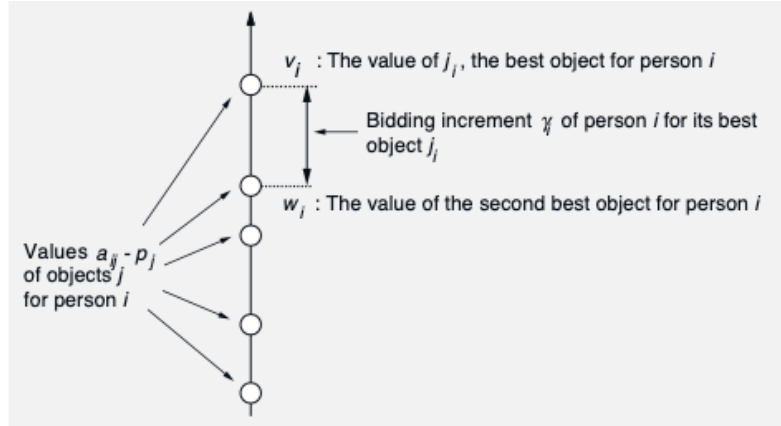 v_i : The value of j_i, the best object for person i
Bidding increment γ_i of person i for its best
object j_i
w_i : The value of the second best object for person i
Values a_ij - p_j
of objects j
for person i